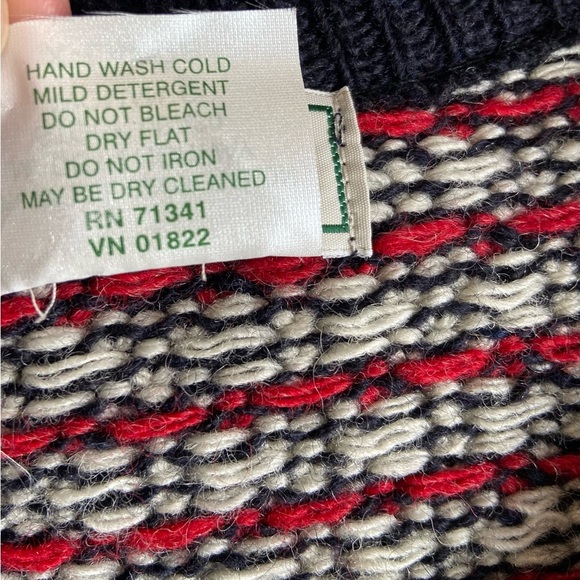 HAND WASH COLD
MILD DETERGENT
DO NOT BLEACH
DRY FLAT
DO NOT IRON
MAY BE DRY CLEANED
RN 71341
VN 01822